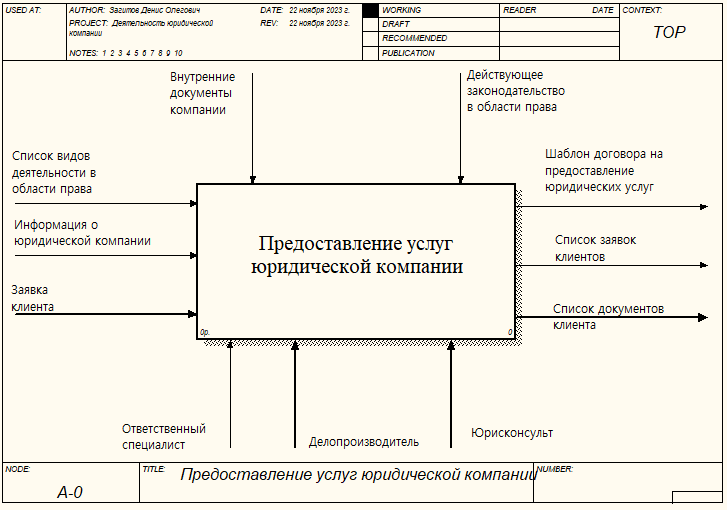 USED AT:
AUTHOR: Загитов Денис Олегович
DATE: 22 ноября 2023 г.
PROJECT: Деятельность юридической
компании
REV: 22 ноября 2023 г.
NOTES: 1 2 3 4 5 6 7 8 9 10
WORKING
DRAFT
RECOMMENDED
PUBLICATION
READER
DATE
CONTEXT:
TOP
Внутренние
документы
компании
Действующее
законодательство
в области права
Список видов
деятельности в
области права
Информация о
юридической компании
Заявка
клиента
Предоставление услуг
юридической компании
0р.
0
Шаблон договора на
предоставление
юридических услуг
Список заявок
клиентов
Список документов
клиента
Ответственный
специалист
Делопроизводитель
Юрисконсульт
NODE:
A-0
TITLE:
Предоставление услуг юридической компании
NUMBER: